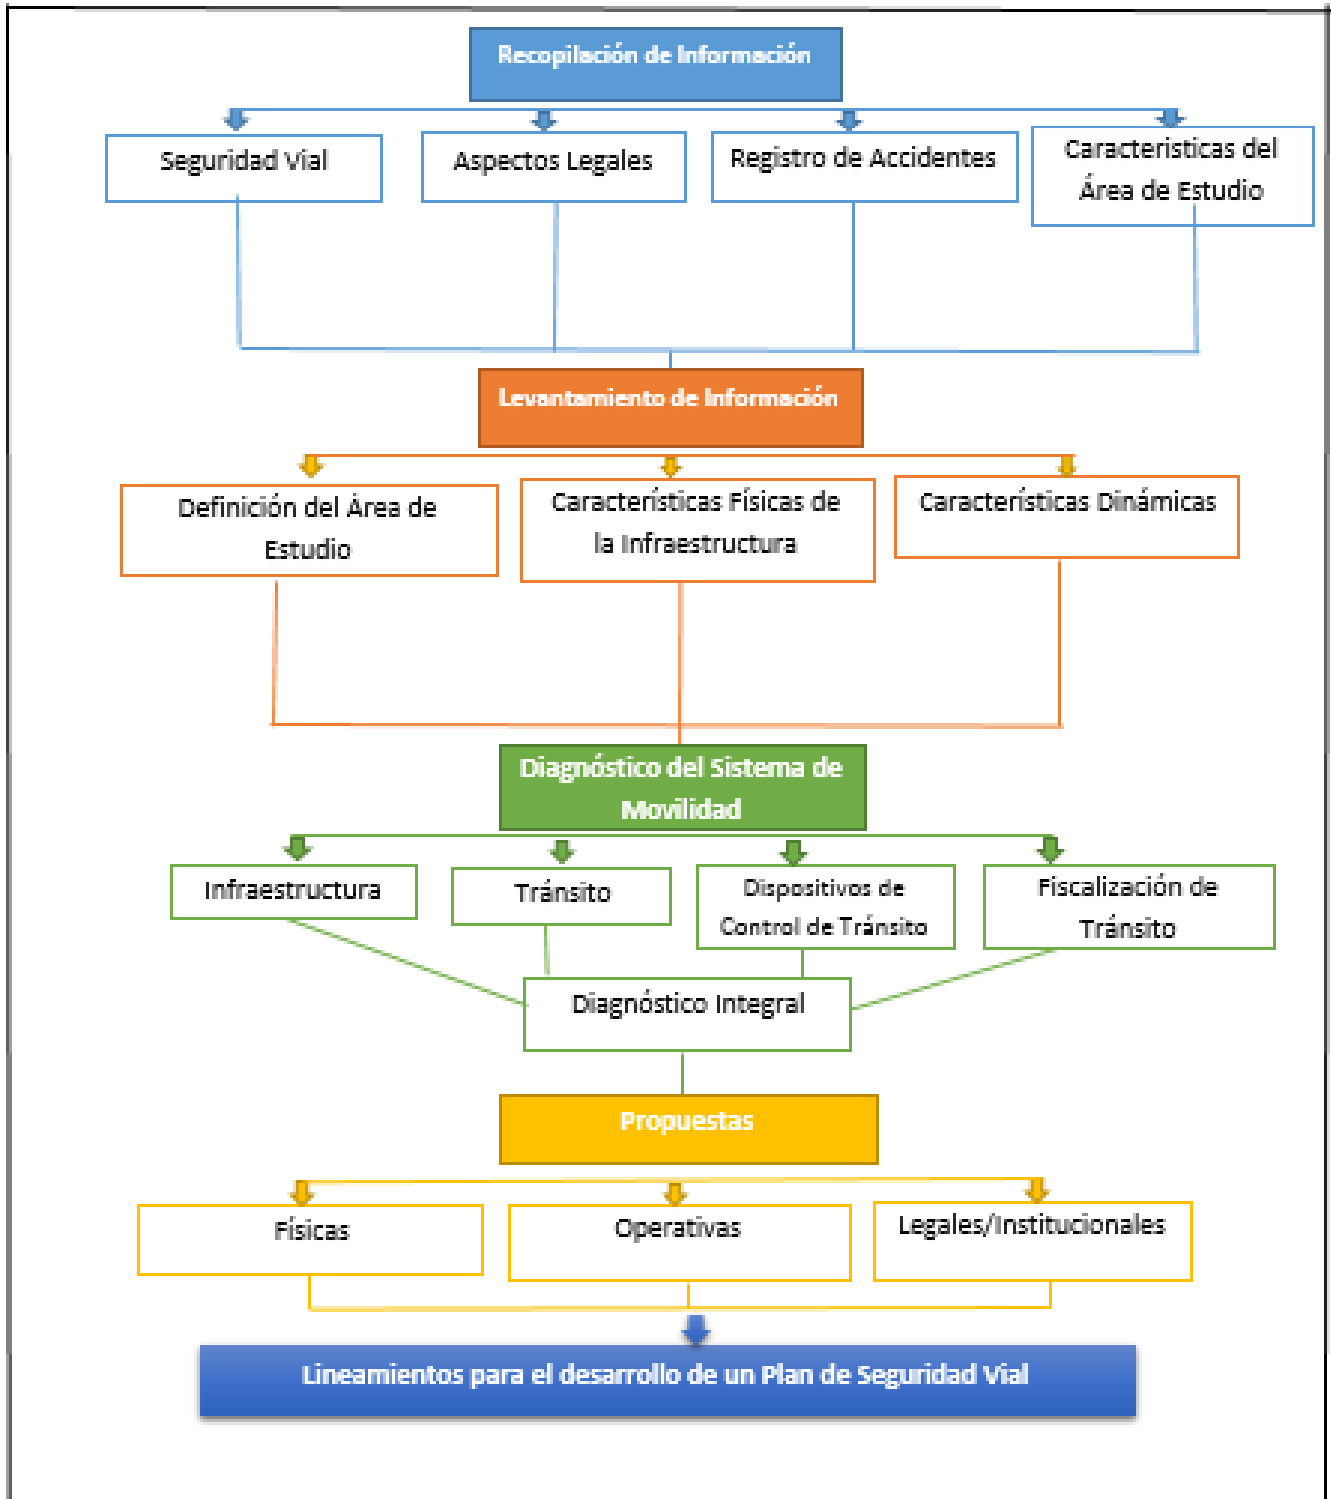 Recopilación de Información
Seguridad Vial
Aspectos Legales
Registro de Accidentes
Características del
Área de Estudio
Levantamiento de Información
Definición del Área de
Estudio
Características Físicas de
la Infraestructura
Características Dinámicas
Diagnóstico del Sistema de
Movilidad
Infraestructura
Tránsito
Dispositivos de
Control de Tránsito
Fiscalización de
Tránsito
Diagnóstico Integral
Propuestas
Físicas
Operativas
Legales/Institucionales
Lineamientos para el desarrollo de un Plan de Seguridad Vial